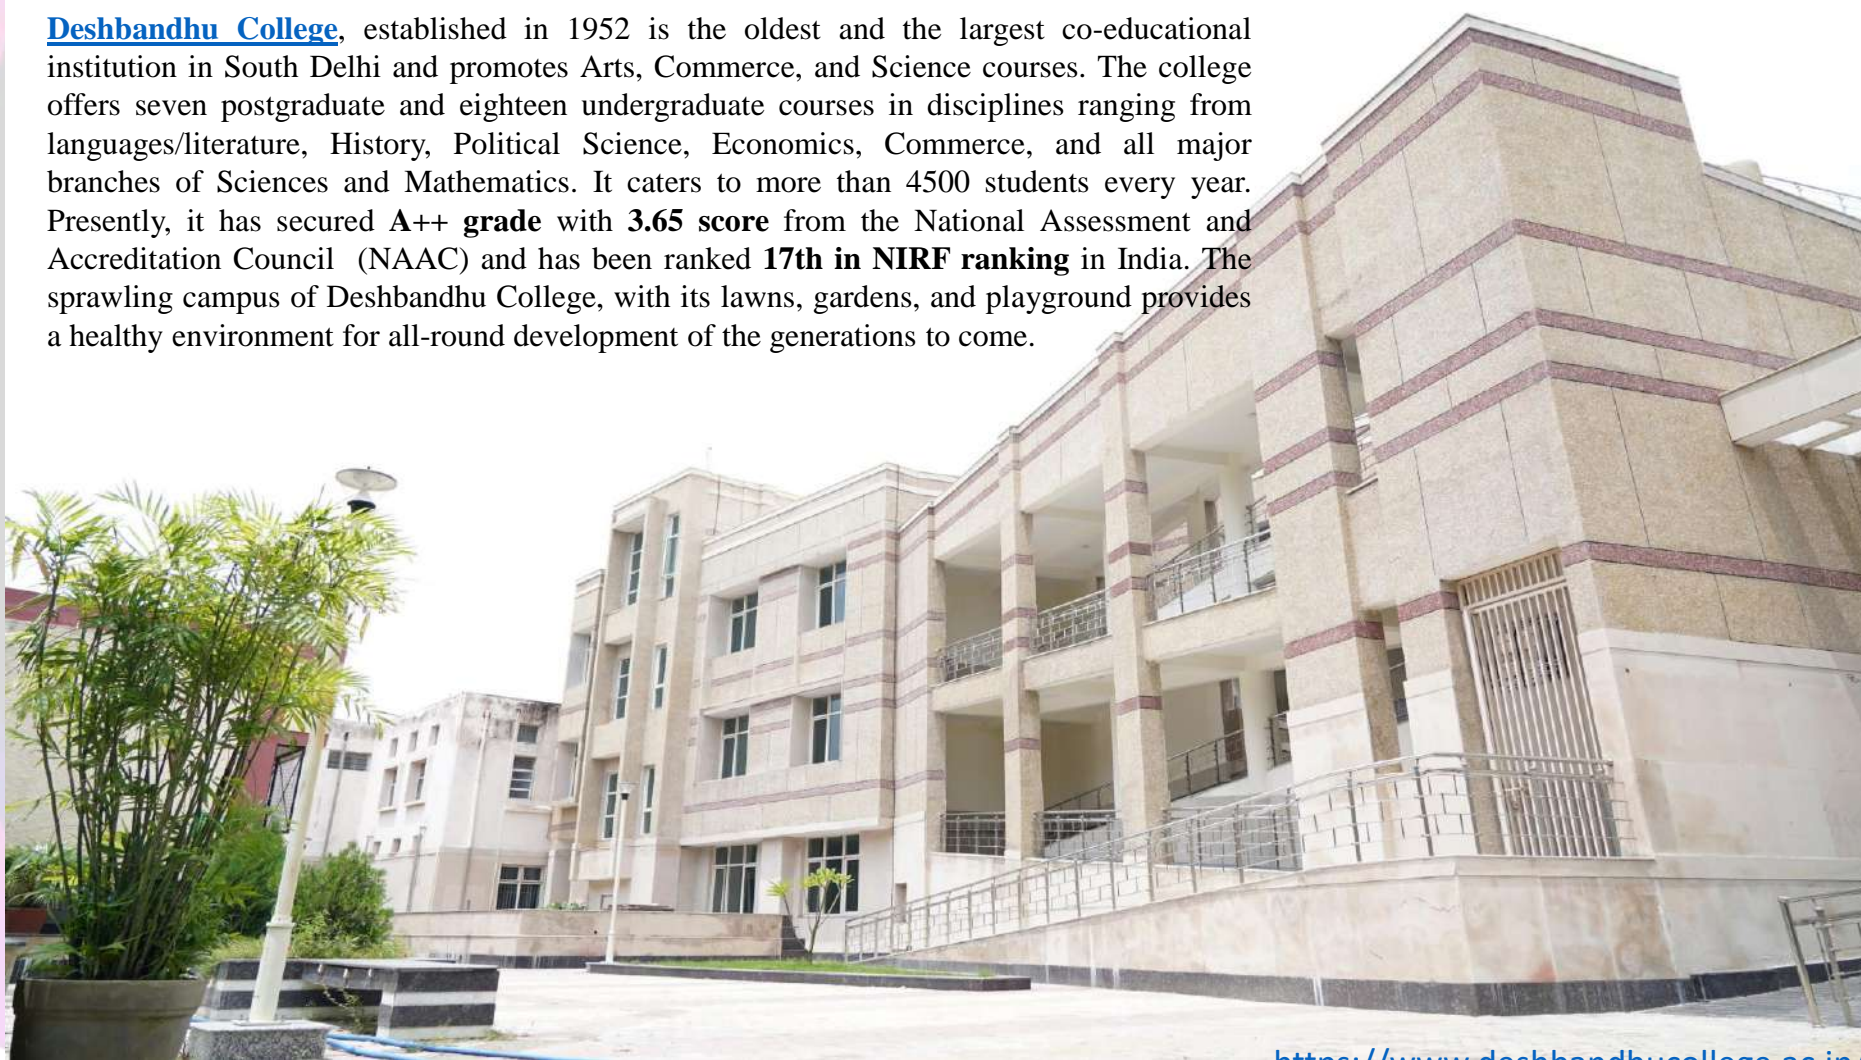 Deshbandhu College, established in 1952 is the oldest and the largest co-educational
institution in South Delhi and promotes Arts, Commerce, and Science courses. The college
offers seven postgraduate and eighteen undergraduate courses in disciplines ranging from
languages/literature, History, Political Science, Economics, Commerce, and all major
branches of Sciences and Mathematics. It caters to more than 4500 students every year.
Presently, it has secured A++ grade with 3.65 score from the National Assessment and
Accreditation Council (NAAC) and has been ranked 17th in NIRF ranking in India. The
sprawling campus of Deshbandhu College, with its lawns, gardens, and playground provides
a healthy environment for all-round development of the generations to come.
https://www.deshbandhucollege.ac.in